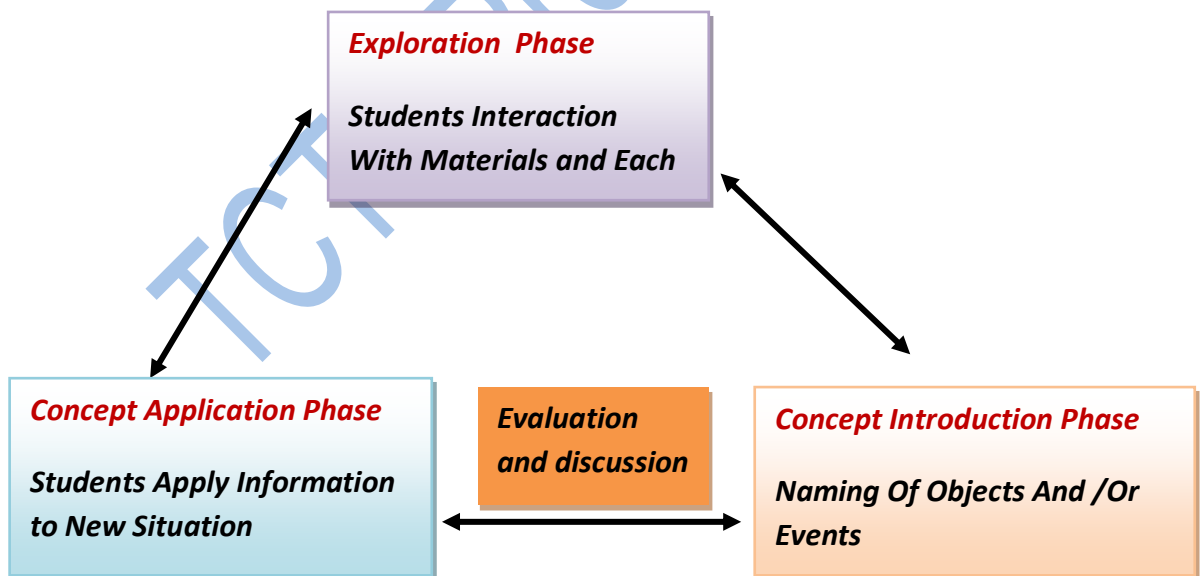 Exploration Phase
Students Interaction
With Materials and Each
Concept Application Phase
Students Apply Information
to New Situation
Evaluation
and discussion
Concept Introduction Phase
Naming Of Objects And /Or
Events